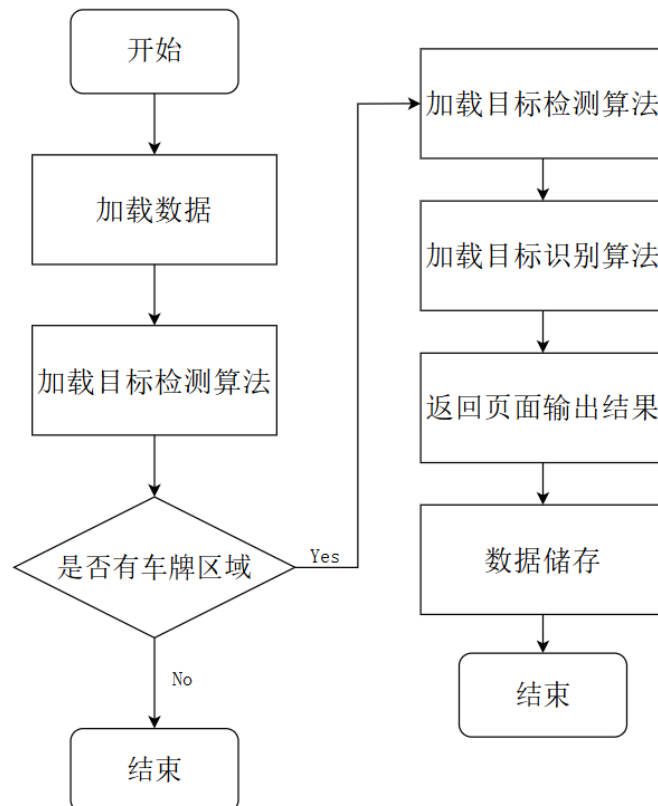 开始
加载数据
加载目标检测算法
是否有车牌区域
Yes
No
结束
加载目标检测算法
加载目标识别算法
返回页面输出结果
数据储存
结束